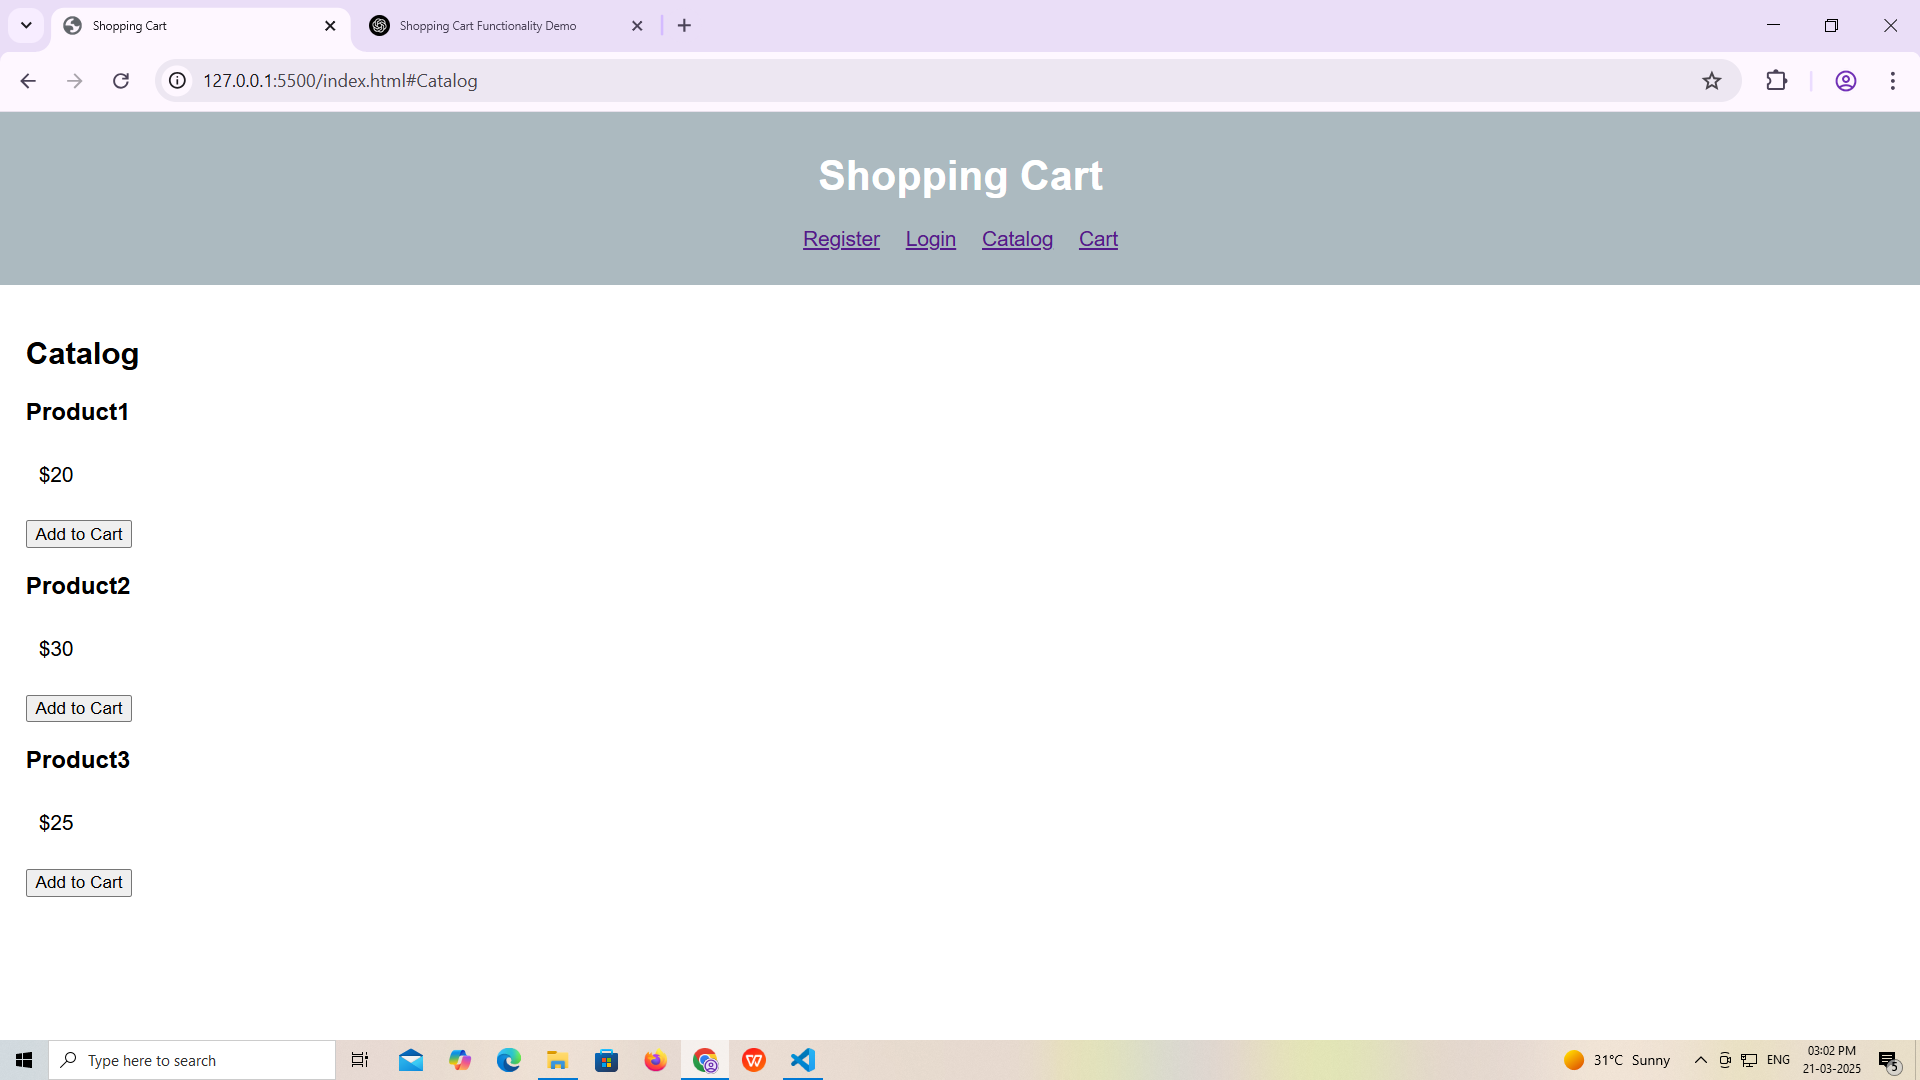 Shopping Cart
Shopping Cart Functionality Demo
127.0.0.1:5500/index.html#Catalog
Shopping Cart
Register Login Catalog Cart
Catalog
Product1
$20
Add to Cart
Product2
$30
Add to Cart
Product3
$25
Add to Cart
Type here to search
31°C Sunny
ENG
03:02 PM
21-03-2025
5